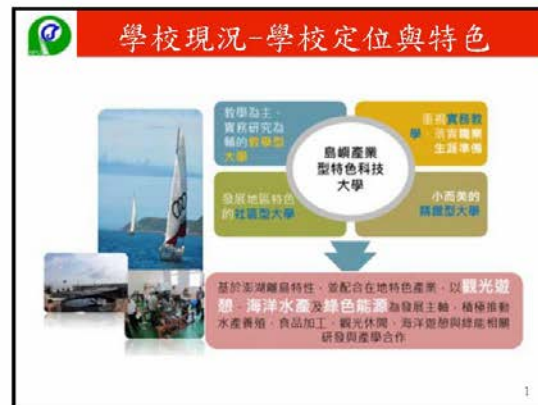 學校現況-學校定位與特色
教學為主、
實務研究為
輔的教學型
大學
重視實務教
學、落實職業
生涯準備
島嶼產業
型特色科技
大學
發展地區特色
的社區型大學
小而美的
精緻型大學
基於澎湖離島特性，並配合在地特色產業，以觀光遊
憩、海洋水產及綠色能源為發展主軸，積極推動
水產養殖、食品加工、觀光休閒、海洋遊憩與綠能相關
研發與產學合作
1